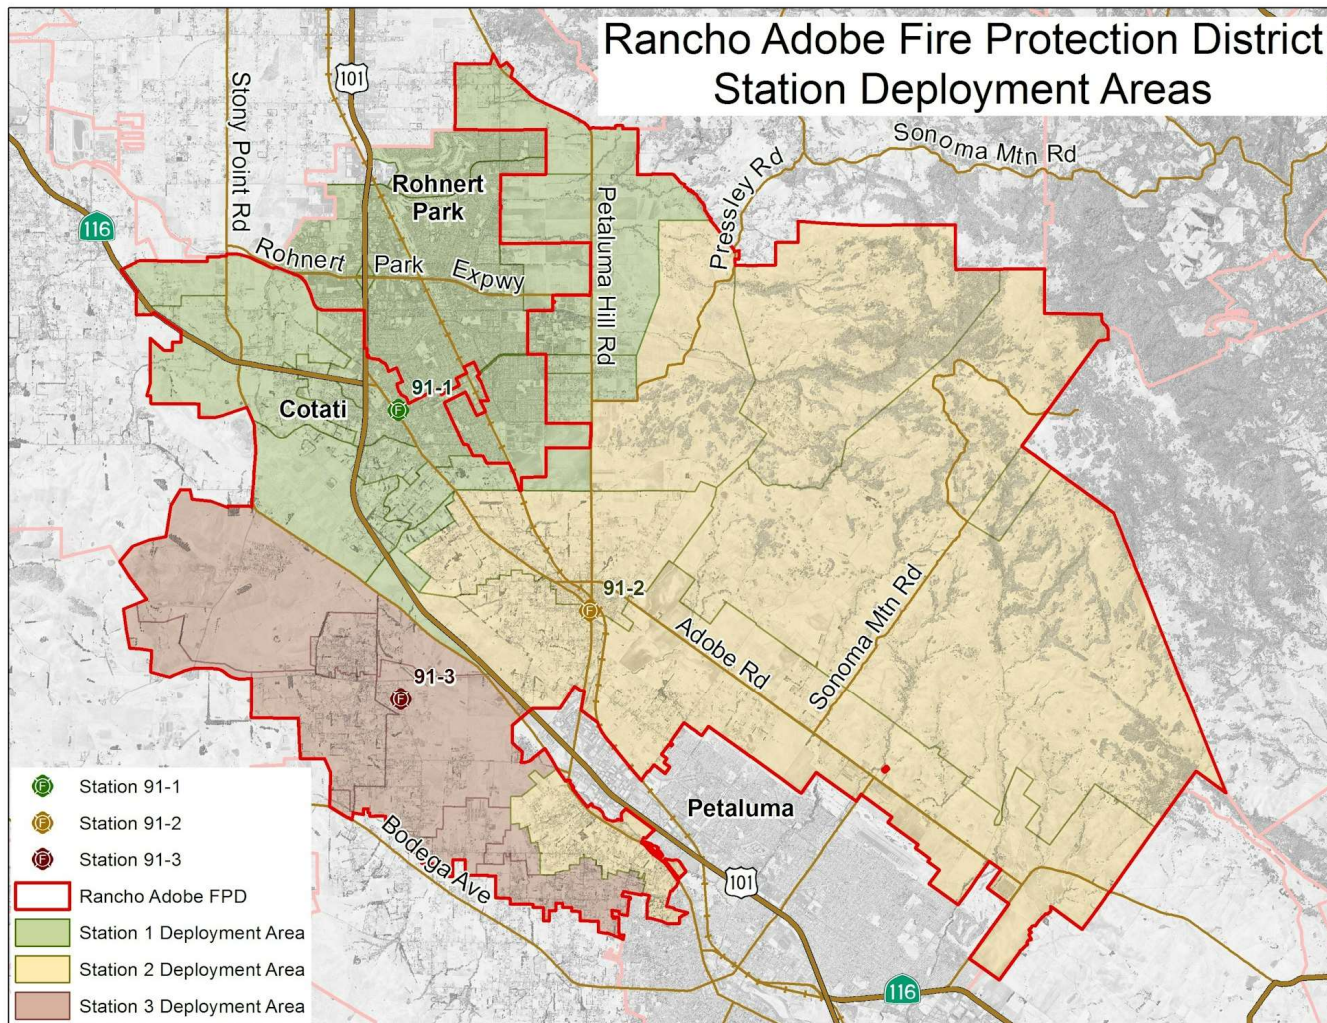 Rancho Adobe Fire Protection District
Station Deployment Areas
101
Stony Point Rd
Sonoma Mtn Rd
Pressley Rd
Rohnert
Park
Petaluma Hill Rd
116
Rohnert Park Expwy
91-1
Cotati
91-2
Adobe Rd
Sonoma Mtn Rd
91-3
Petaluma
Bodega Ave
101
116
F Station 91-1
F Station 91-2
F Station 91-3
Rancho Adobe FPD
Station 1 Deployment Area
Station 2 Deployment Area
Station 3 Deployment Area
F
F
F